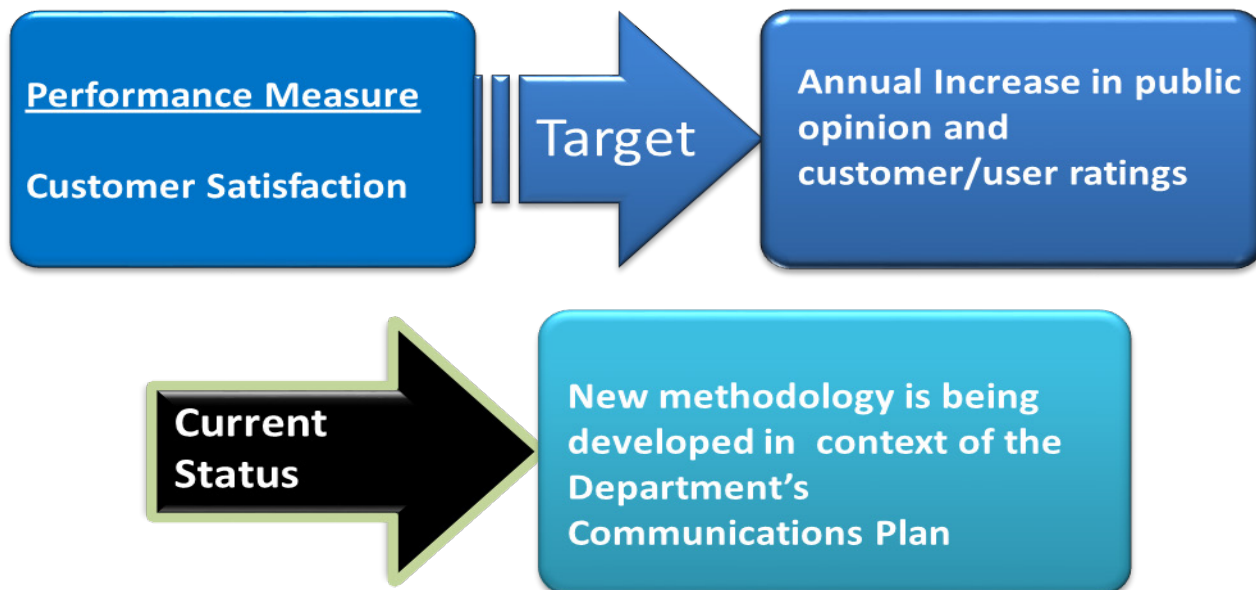 Performance Measure
Customer Satisfaction
Target
Annual Increase in public
opinion and
customer/user ratings
Current
Status
New methodology is being
developed in  context of the
Department’s
Communications Plan